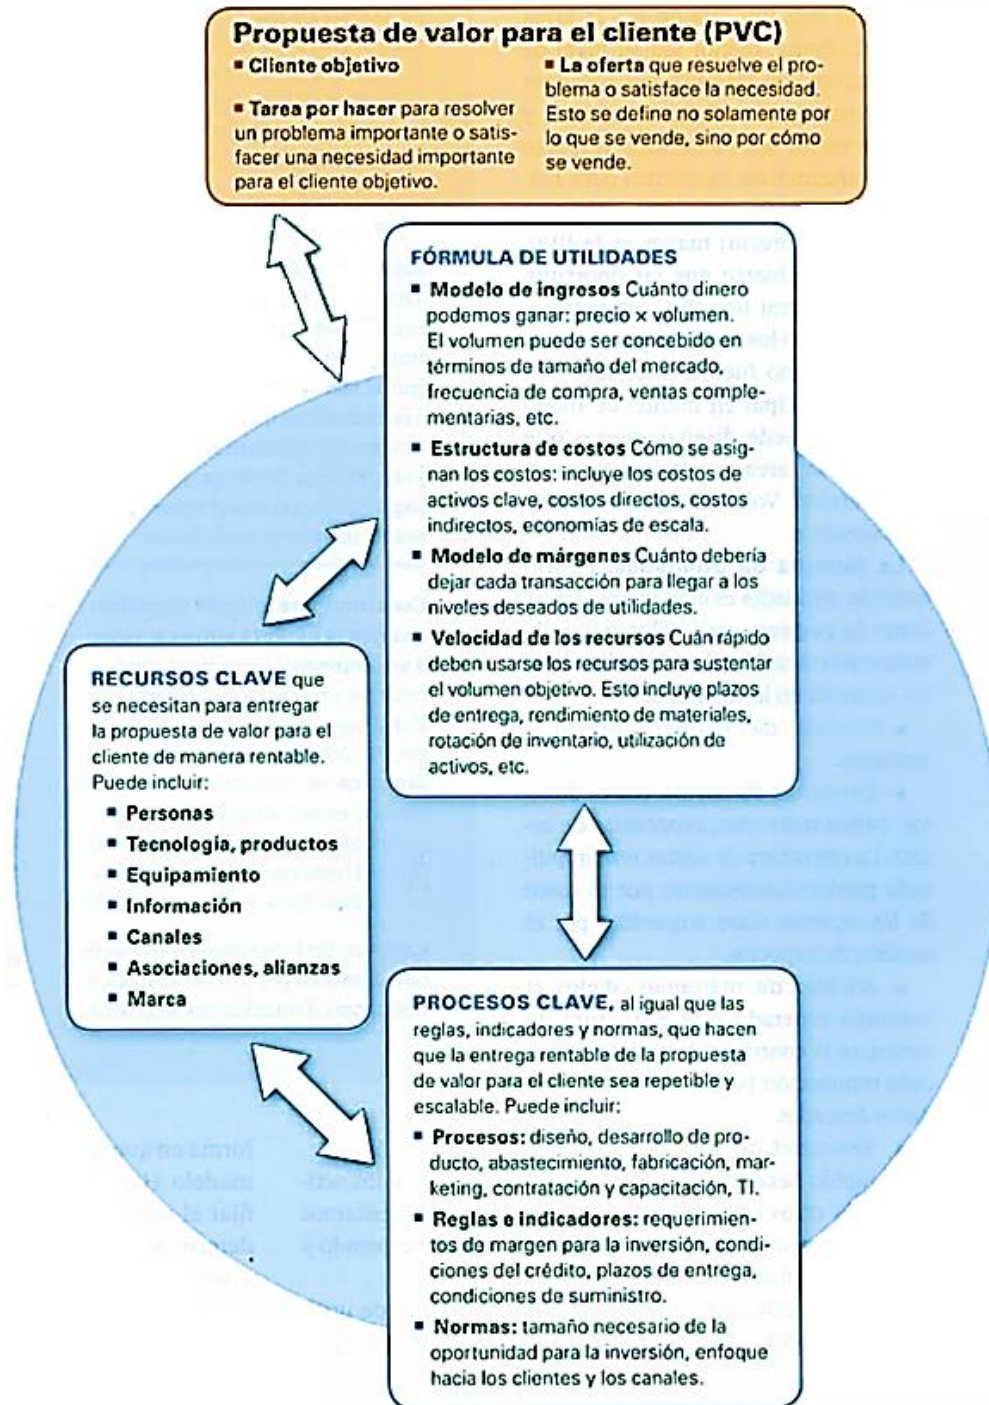 Propuesta de valor para el cliente (PVC)
▪ Cliente objetivo
▪ Tarea por hacer para resolver
un problema importante o satis-
facer una necesidad importante
para el cliente objetivo.
▪ La oferta que resuelve el pro-
blema o satisface la necesidad.
Esto se define no solamente por
lo que se vende, sino por cómo
se vende.
FÓRMULA DE UTILIDADES
▪ Modelo de ingresos Cuánto dinero
podemos ganar: precio x volumen.
El volumen puede ser concebido en
términos de tamaño del mercado,
frecuencia de compra, ventas comple-
mentarias, etc.
▪ Estructura de costos Cómo se asig-
nan los costos: incluye los costos de
activos clave, costos directos, costos
indirectos, economías de escala.
▪ Modelo de márgenes Cuánto debería
dejar cada transacción para llegar a los
niveles deseados de utilidades.
▪ Velocidad de los recursos Cuán rápido
deben usarse los recursos para sustentar
el volumen objetivo. Esto incluye plazos
de entrega, rendimiento de materiales,
rotación de inventario, utilización de
activos, etc.
RECURSOS CLAVE que
se necesitan para entregar
la propuesta de valor para el
cliente de manera rentable.
Puede incluir:
▪ Personas
▪ Tecnología, productos
▪ Equipamiento
▪ Información
▪ Canales
▪ Asociaciones, alianzas
▪ Marca
PROCESOS CLAVE, al igual que las
reglas, indicadores y normas, que hacen
que la entrega rentable de la propuesta
de valor para el cliente sea repetible y
escalable. Puede incluir:
▪ Procesos: diseño, desarrollo de pro-
ducto, abastecimiento, fabricación, mar-
keting, contratación y capacitación, TI.
▪ Reglas e indicadores: requerimien-
tos de margen para la inversión, condi-
ciones del crédito, plazos de entrega,
condiciones de suministro.
▪ Normas: tamaño necesario de la
oportunidad para la inversión, enfoque
hacia los clientes y los canales.